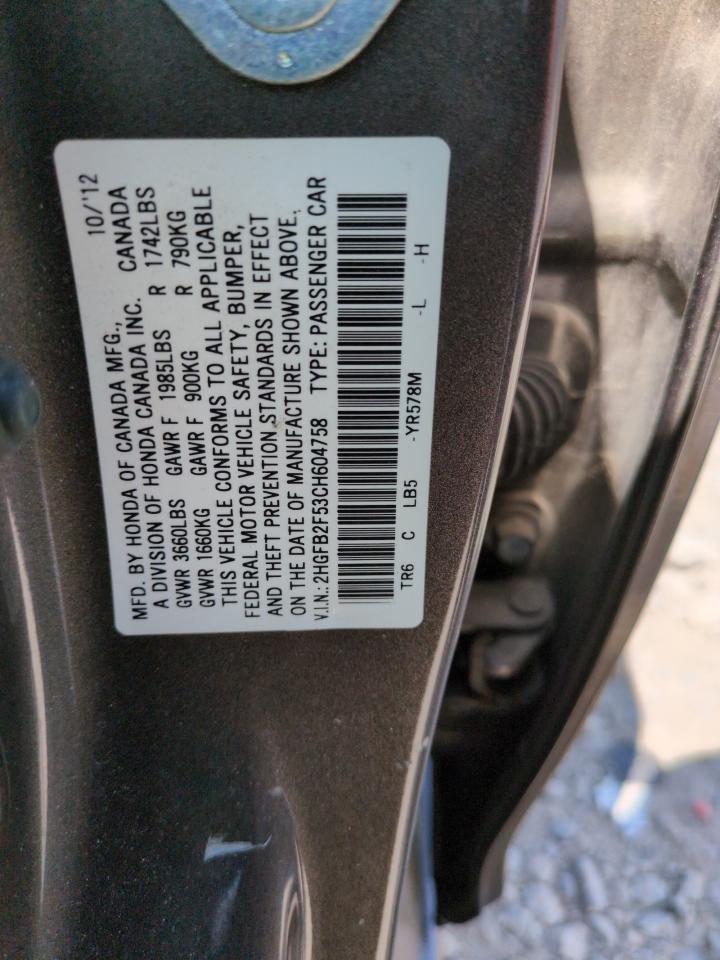 MFD. BY HONDA OF CANADA MFG., 10/'12
A DIVISION OF HONDA CANADA INC. CANADA
GVWR 3660LBS GAWR F 1985LBS R 1742LBS
GVWR 1660KG GAWR F 900KG R 790KG
THIS VEHICLE CONFORMS TO ALL APPLICABLE
FEDERAL MOTOR VEHICLE SAFETY, BUMPER,
AND THEFT PREVENTION STANDARDS IN EFFECT
ON THE DATE OF MANUFACTURE SHOWN ABOVE.
V.I.N.: 2HGFB2F53CH604758 TYPE: PASSENGER CAR
TR6 C LB5 -YR578M -L -H